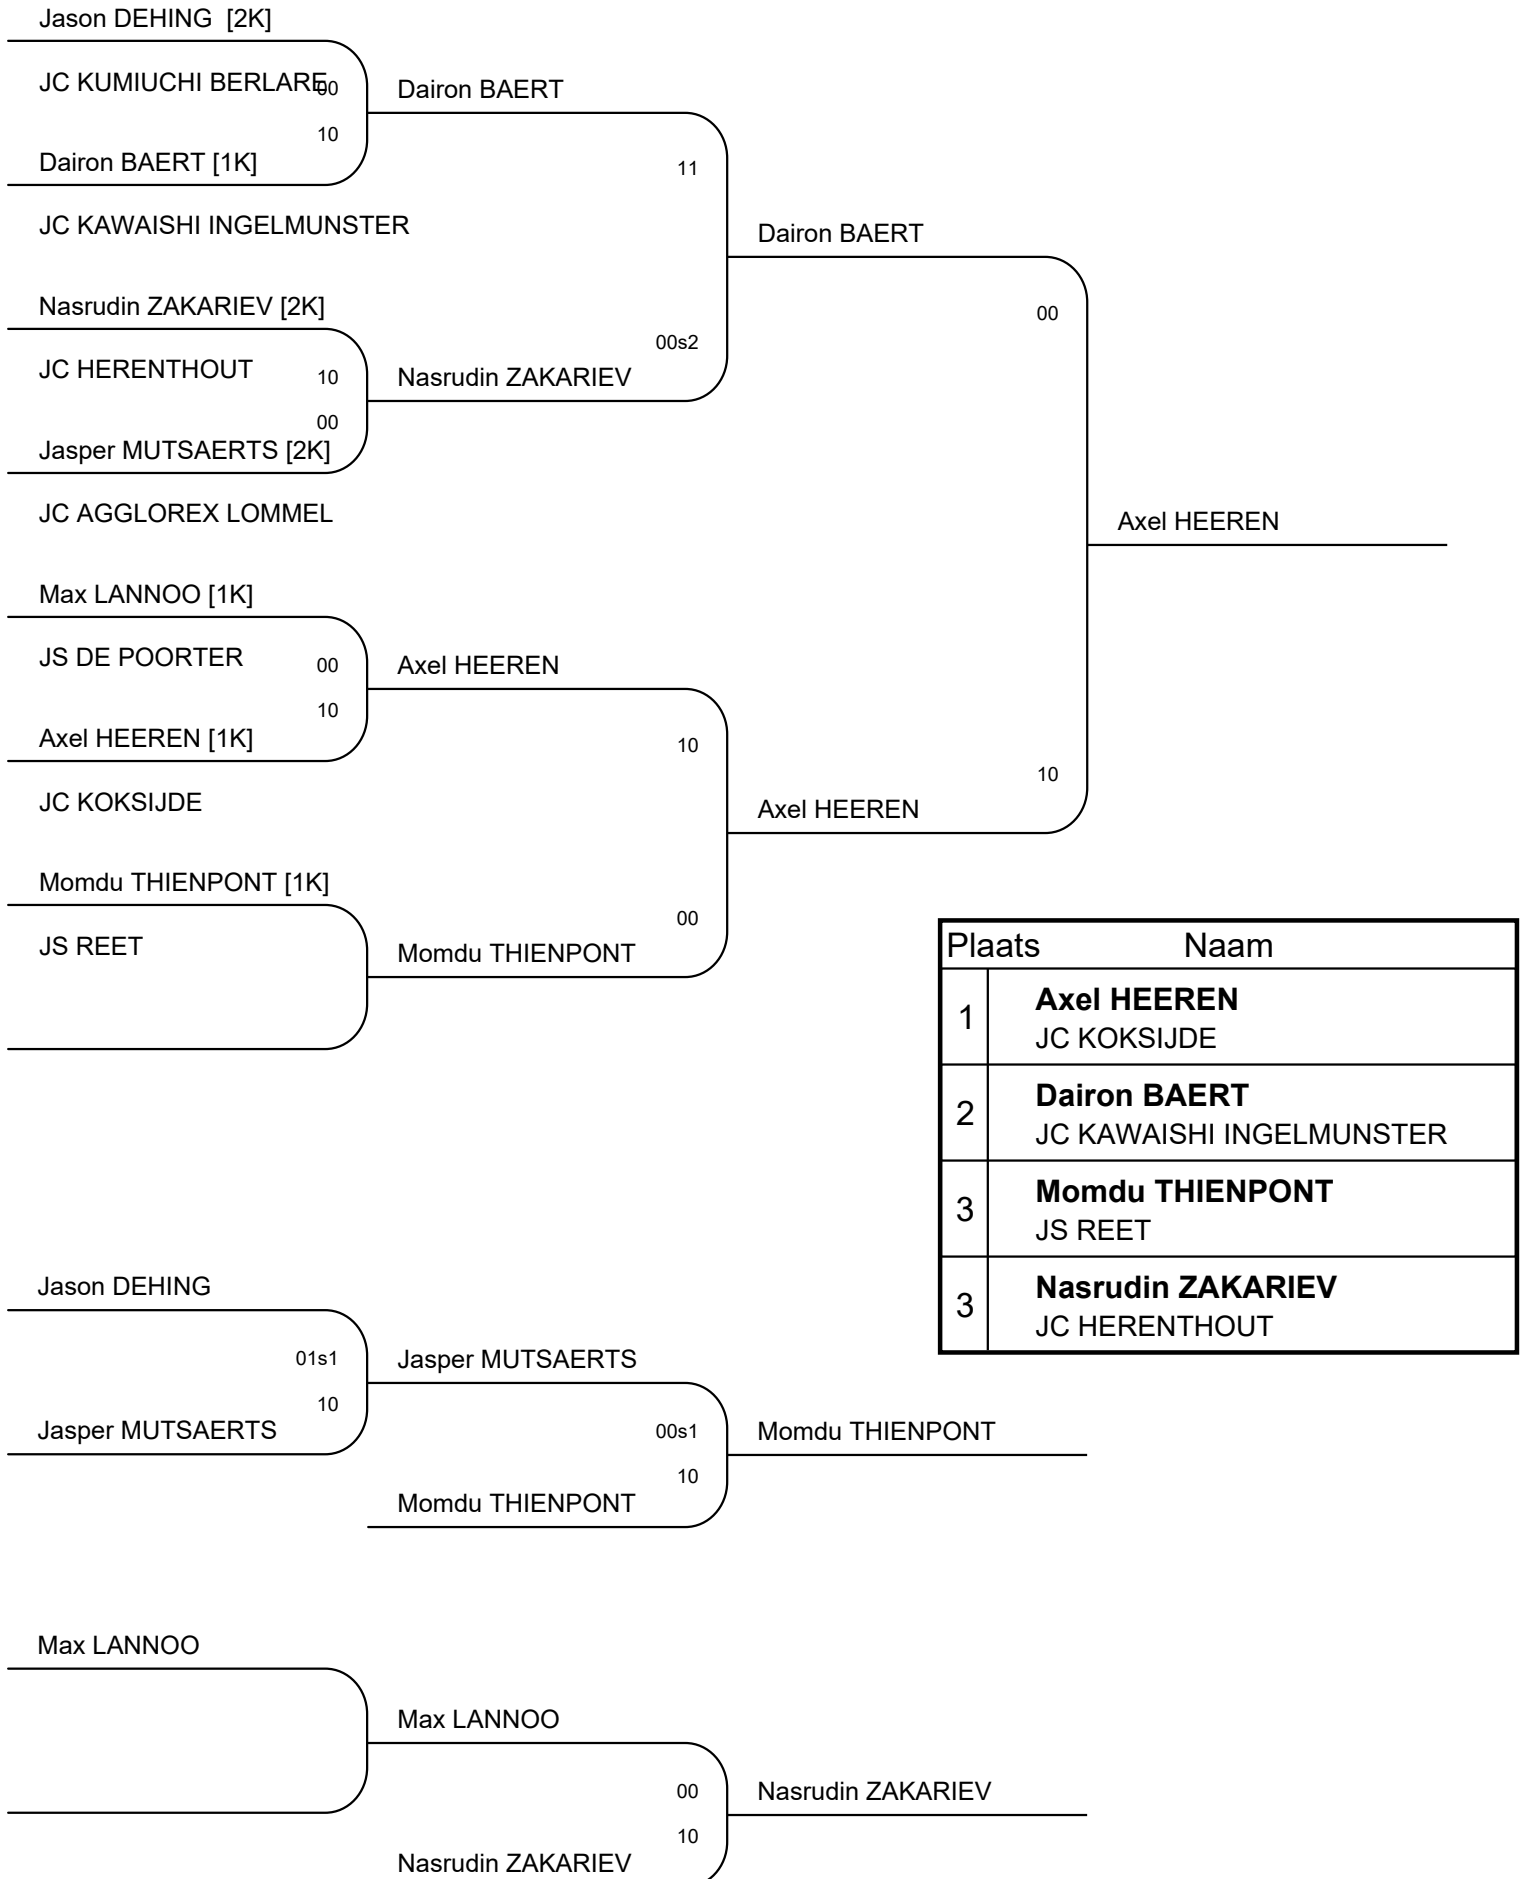 Jason DEHING [2K]
JC KUMIUCHI BERLARE
00
Dairon BAERT
10
Dairon BAERT [1K]
11
JC KAWAISHI INGELMUNSTER
Dairon BAERT
Nasrudin ZAKARIEV [2K]
00
00s2
JC HERENTHOUT
10
Nasrudin ZAKARIEV
00
Jasper MUTSAERTS [2K]
JC AGGLOREX LOMMEL
Axel HEEREN
Max LANNOO [1K]
JS DE POORTER
00
Axel HEEREN
10
Axel HEEREN [1K]
10
10
JC KOKSIJDE
Axel HEEREN
Momdu THIENPONT [1K]
00
JS REET
Momdu THIENPONT
Plaats Naam
1
Axel HEEREN
JC KOKSIJDE
2
Dairon BAERT
JC KAWAISHI INGELMUNSTER
3
Momdu THIENPONT
JS REET
3
Nasrudin ZAKARIEV
JC HERENTHOUT
Jason DEHING
01s1
Jasper MUTSAERTS
10
Jasper MUTSAERTS
00s1
Momdu THIENPONT
10
Momdu THIENPONT
Max LANNOO
Max LANNOO
00
Nasrudin ZAKARIEV
10
Nasrudin ZAKARIEV